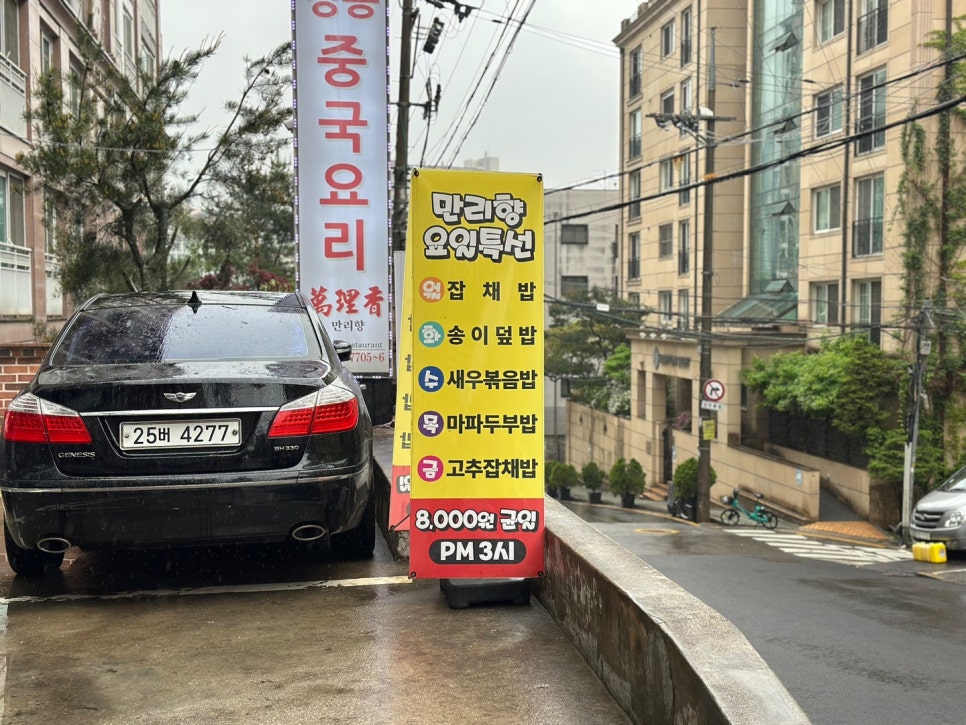 중국요리
萬理香
만리향
estaurant
7705~6
만리향
요일특선
월 잡채밥
화 송이덮밥
수 새우볶음밥
목 마파두부밥
금 고추잡채밥
8,000원 균일
PM 3시
25버 4277
GENESIS
BH330